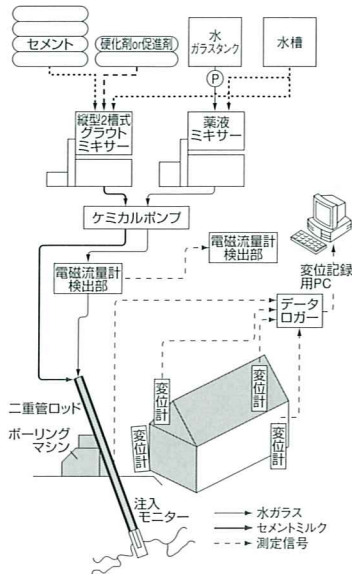 セメント
硬化剤or促進剤
水
ガラスタンク
水槽
P
縦型2槽式
グラウト
ミキサー
薬液
ミキサー
ケミカルポンプ
電磁流量計
検出部
電磁流量計
検出部
変位記録
用PC
データ
ロガー
二重管ロッド
ボーリング
マシン
変位計
変位計
変位計
変位計
注入
モニター
水ガラス
セメントミルク
測定信号